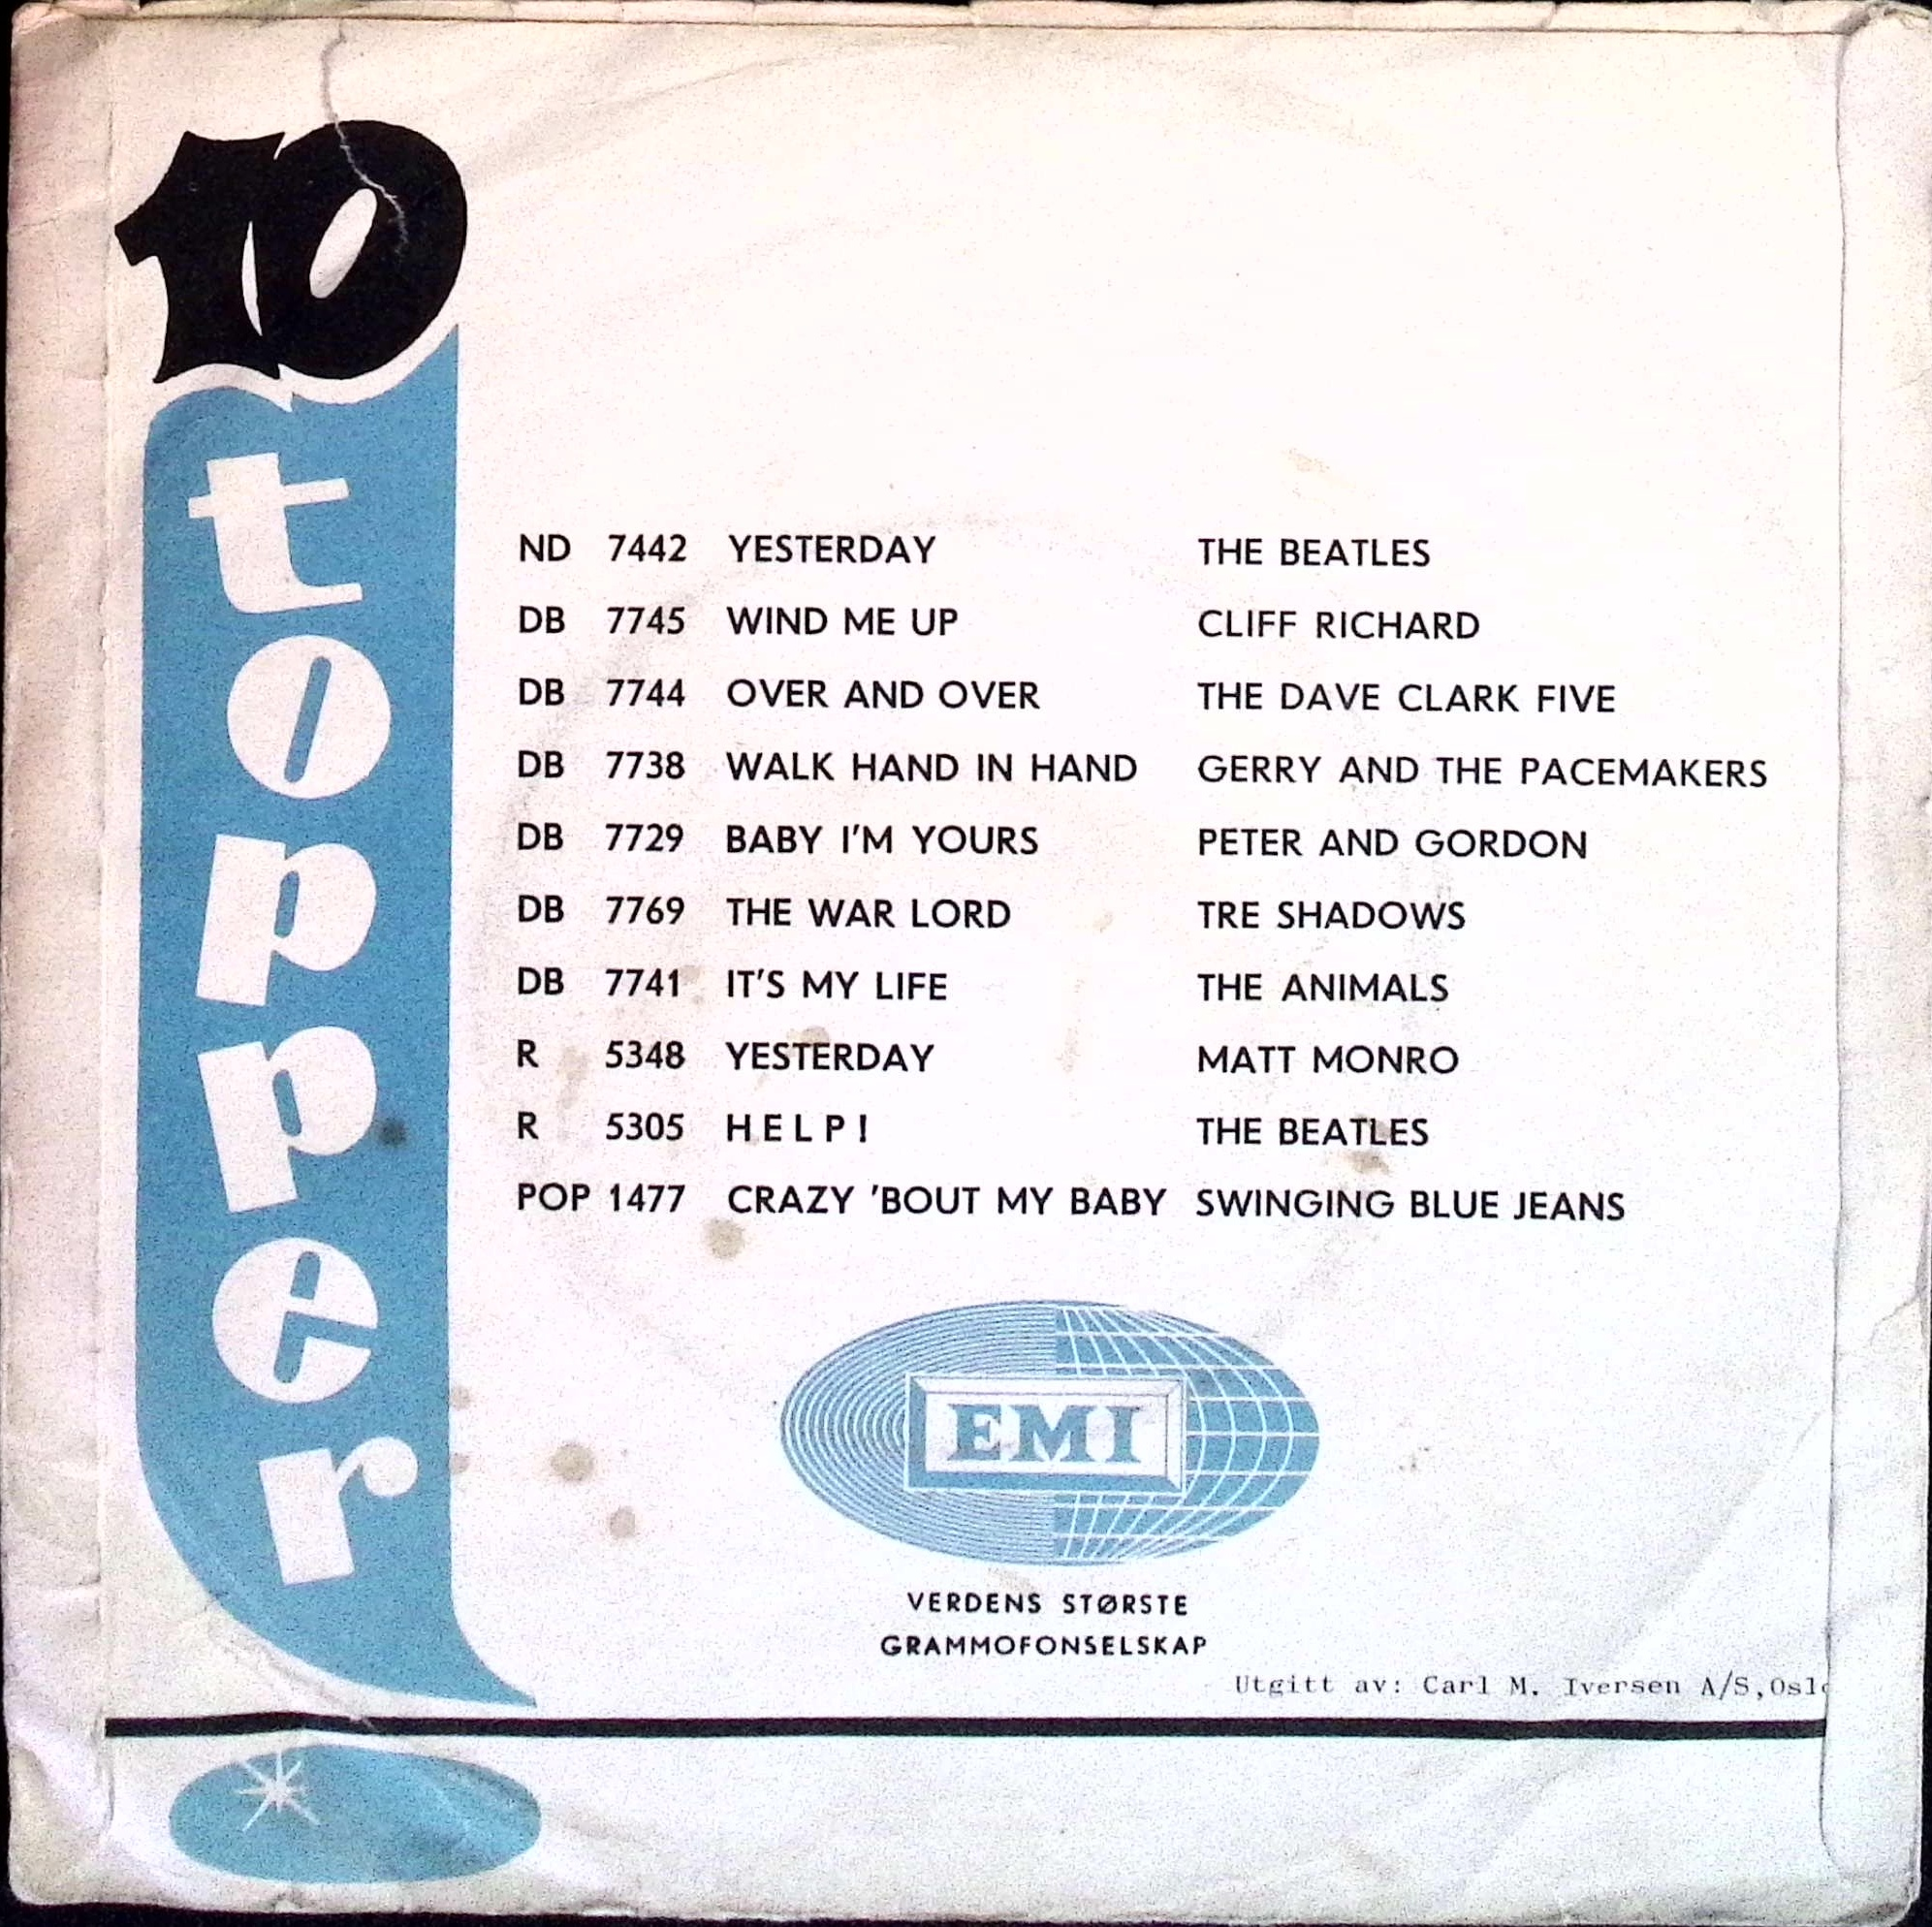 10
topper
ND 7442 YESTERDAY THE BEATLES
DB 7745 WIND ME UP CLIFF RICHARD
DB 7744 OVER AND OVER THE DAVE CLARK FIVE
DB 7738 WALK HAND IN HAND GERRY AND THE PACEMAKERS
DB 7729 BABY I'M YOURS PETER AND GORDON
DB 7769 THE WAR LORD TRE SHADOWS
DB 7741 IT'S MY LIFE THE ANIMALS
R 5348 YESTERDAY MATT MONRO
R 5305 HELP! THE BEATLES
POP 1477 CRAZY 'BOUT MY BABY SWINGING BLUE JEANS
EMI
VERDENS STØRSTE
GRAMMOFONSELSKAP
Utgitt av: Carl M. Iversen A/S,Oslo